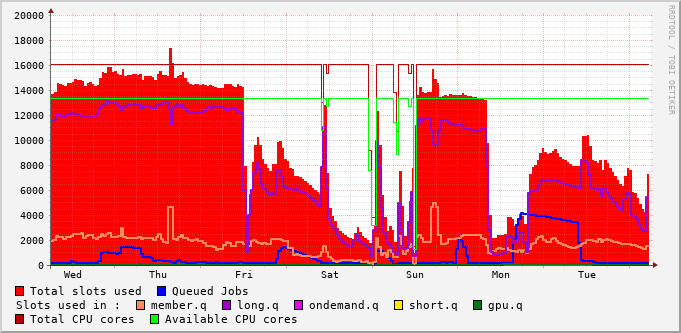 20000
18000
16000
14000
12000
10000
8000
6000
4000
2000
0
Wed Thu Fri Sat Sun Mon Tue
Total slots used Queued Jobs
Slots used in : member.q long.q ondemand.q short.q gpu.q
Total CPU cores Available CPU cores
RRDTOOL / TOBI OETIKER